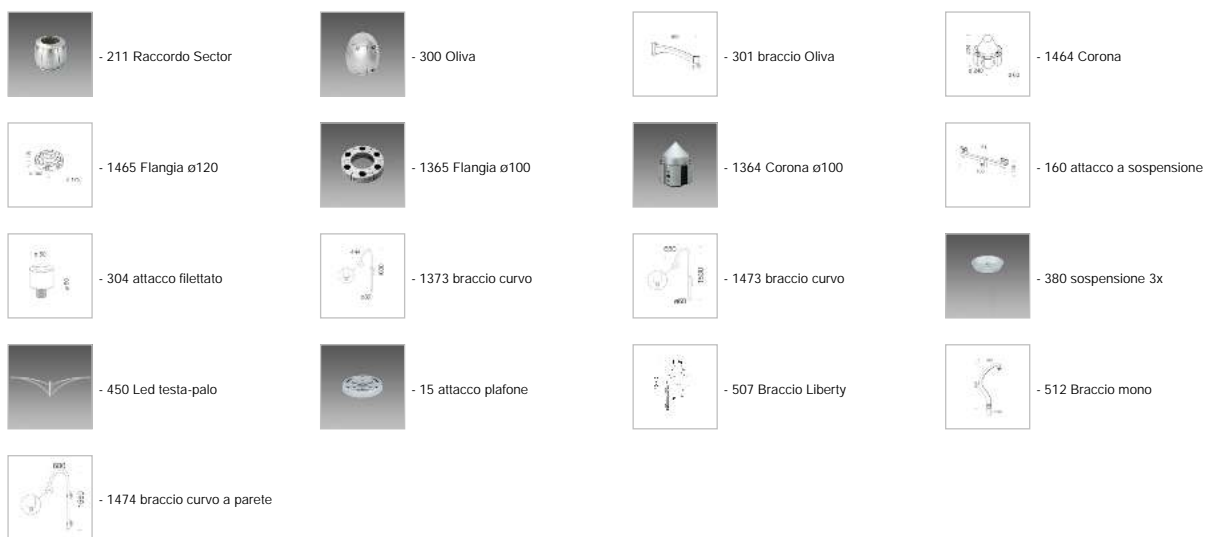 - 211 Raccordo Sector
- 300 Oliva
- 301 braccio Oliva
- 1464 Corona
- 1465 Flangia ø120
- 1365 Flangia ø100
- 1364 Corona ø100
- 160 attacco a sospensione
- 304 attacco filettato
- 1373 braccio curvo
- 1473 braccio curvo
- 380 sospensione 3x
- 450 Led testa-palo
- 15 attacco plafone
- 507 Braccio Liberty
- 512 Braccio mono
- 1474 braccio curvo a parete